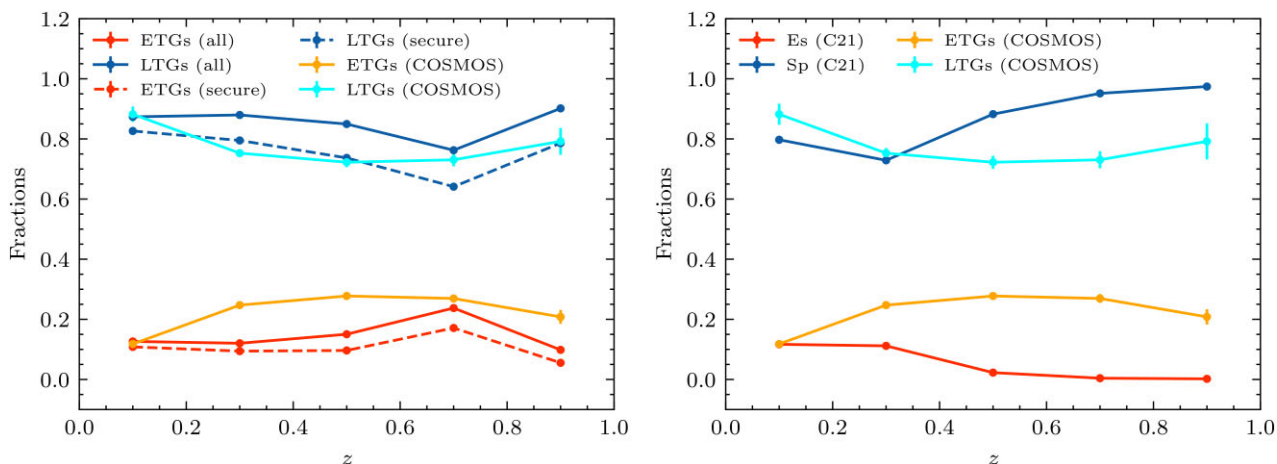 1.2
1.0
0.8
0.6
0.4
0.2
0.0
Fractions
ETGs (all)
LTGs (all)
ETGs (secure)
LTGs (secure)
ETGs (COSMOS)
LTGs (COSMOS)
0.0 0.2 0.4 0.6 0.8 1.0
z
1.2
1.0
0.8
0.6
0.4
0.2
0.0
Fractions
Es (C21)
Sp (C21)
ETGs (COSMOS)
LTGs (COSMOS)
0.0 0.2 0.4 0.6 0.8 1.0
z